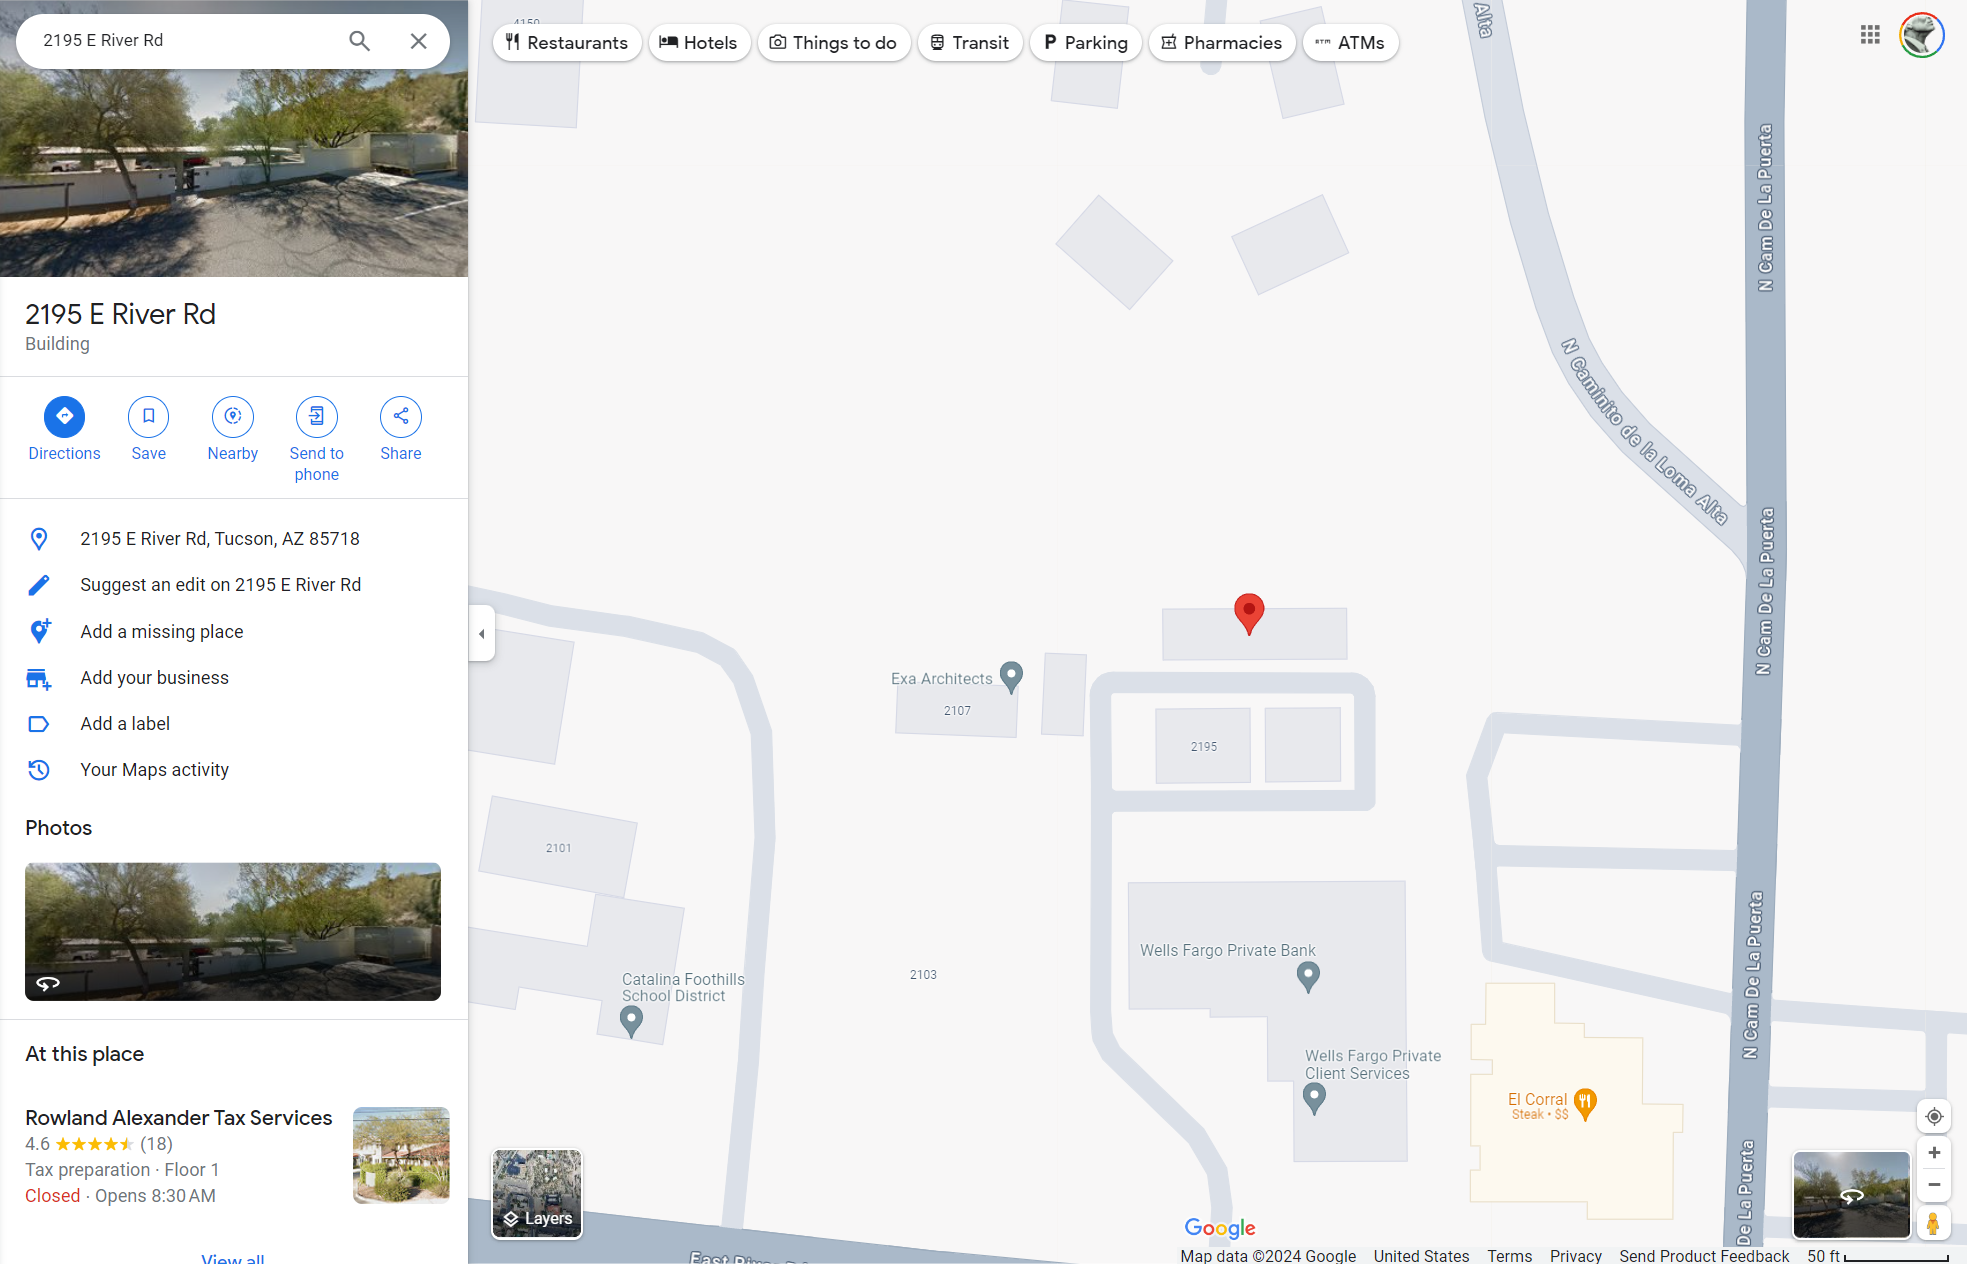 2195 E River Rd
Restaurants
Hotels
Things to do
Transit
Parking
Pharmacies
ATMs
2195 E River Rd
Building
Directions
Save
Nearby
Send to
phone
Share
2195 E River Rd, Tucson, AZ 85718
Suggest an edit on 2195 E River Rd
Add a missing place
Add your business
Add a label
Your Maps activity
Photos
At this place
Rowland Alexander Tax Services
4.6 (18)
Tax preparation · Floor 1
Closed · Opens 8:30 AM
View all
4150
Alta
N Cam De La Puerta
N Caminito de la Loma Alta
N Cam De La Puerta
Exa Architects
2107
2195
2101
2103
Catalina Foothills
School District
Wells Fargo Private Bank
Wells Fargo Private
Client Services
El Corral
Steak • $$
N Cam De La Puerta
De La Puerta
Layers
Google
Map data ©2024 Google
United States
Terms
Privacy
Send Product Feedback
50 ft